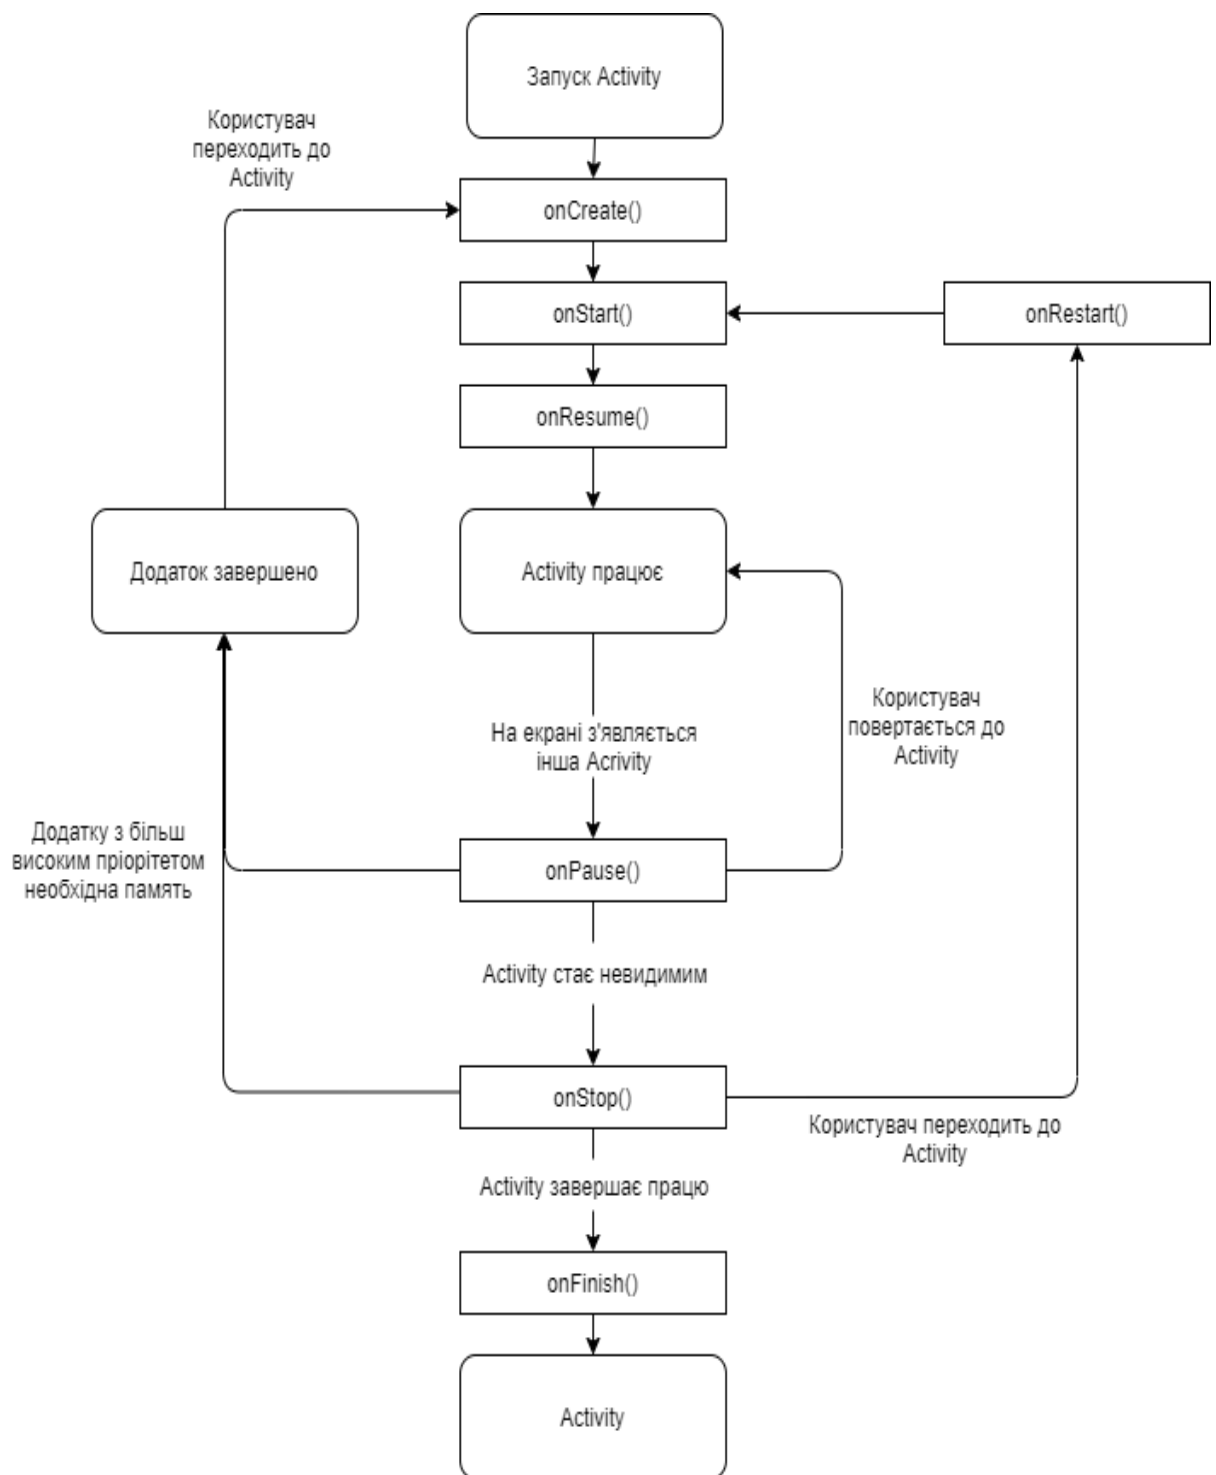 Запуск Activity
Користувач
переходить до
Activity
onCreate()
onStart()
onRestart()
onResume()
Додаток завершено
Activity працює
Користувач
повертається до
Activity
На екрані з'являється
інша Acrivity
Додатку з більш
високим пріорітетом
необхідна память
onPause()
Activity стає невидимим
onStop()
Користувач переходить до
Activity
Activity завершає працю
onFinish()
Activity